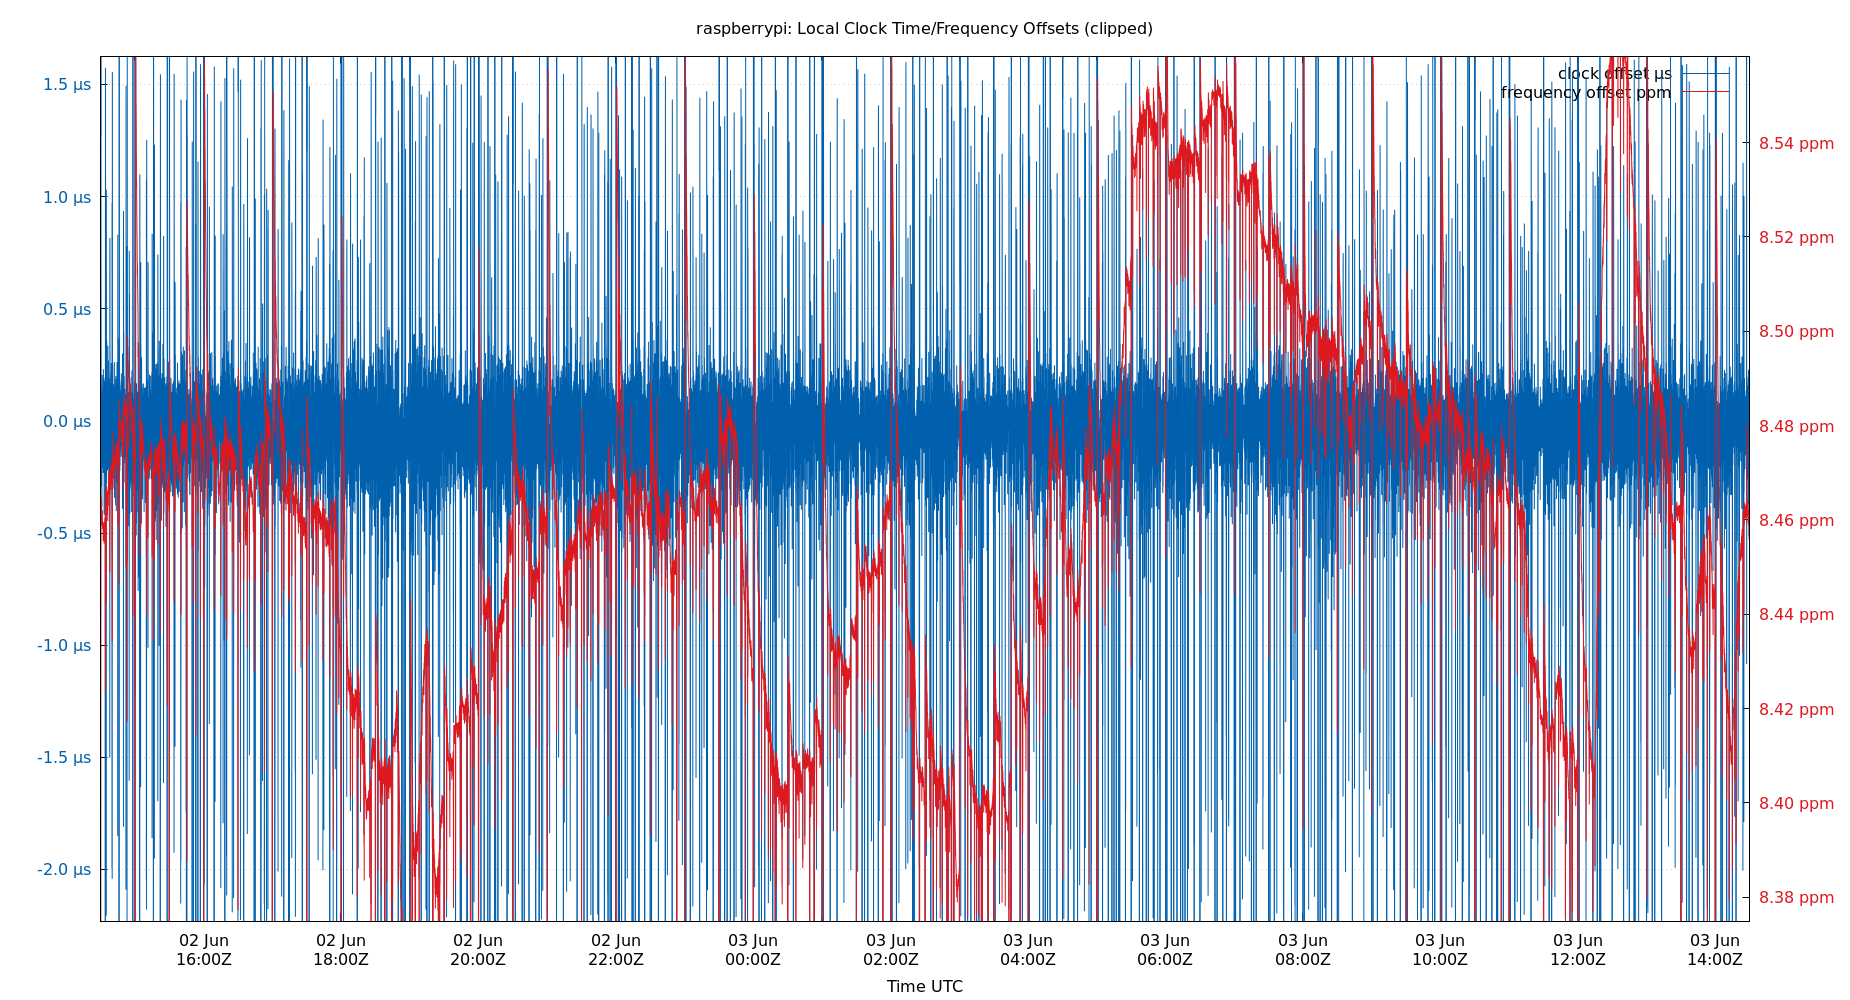 raspberrypi: Local Clock Time/Frequency Offsets (clipped)
clock offset µs
frequency offset ppm
1.5 µs
1.0 µs
0.5 µs
0.0 µs
-0.5 µs
-1.0 µs
-1.5 µs
-2.0 µs
8.54 ppm
8.52 ppm
8.50 ppm
8.48 ppm
8.46 ppm
8.44 ppm
8.42 ppm
8.40 ppm
8.38 ppm
02 Jun
16:00Z
02 Jun
18:00Z
02 Jun
20:00Z
02 Jun
22:00Z
03 Jun
00:00Z
03 Jun
02:00Z
03 Jun
04:00Z
03 Jun
06:00Z
03 Jun
08:00Z
03 Jun
10:00Z
03 Jun
12:00Z
03 Jun
14:00Z
Time UTC